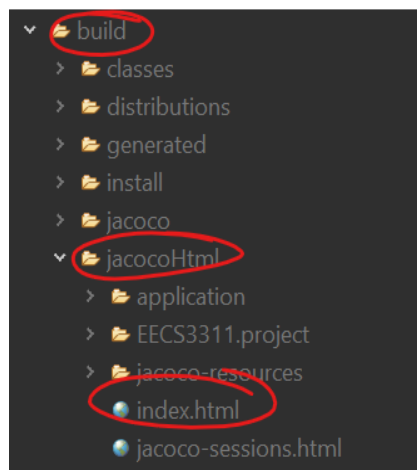 build
classes
distributions
generated
install
jacoco
jacocoHtml
application
EECS3311.project
jacoco-resources
index.html
jacoco-sessions.html